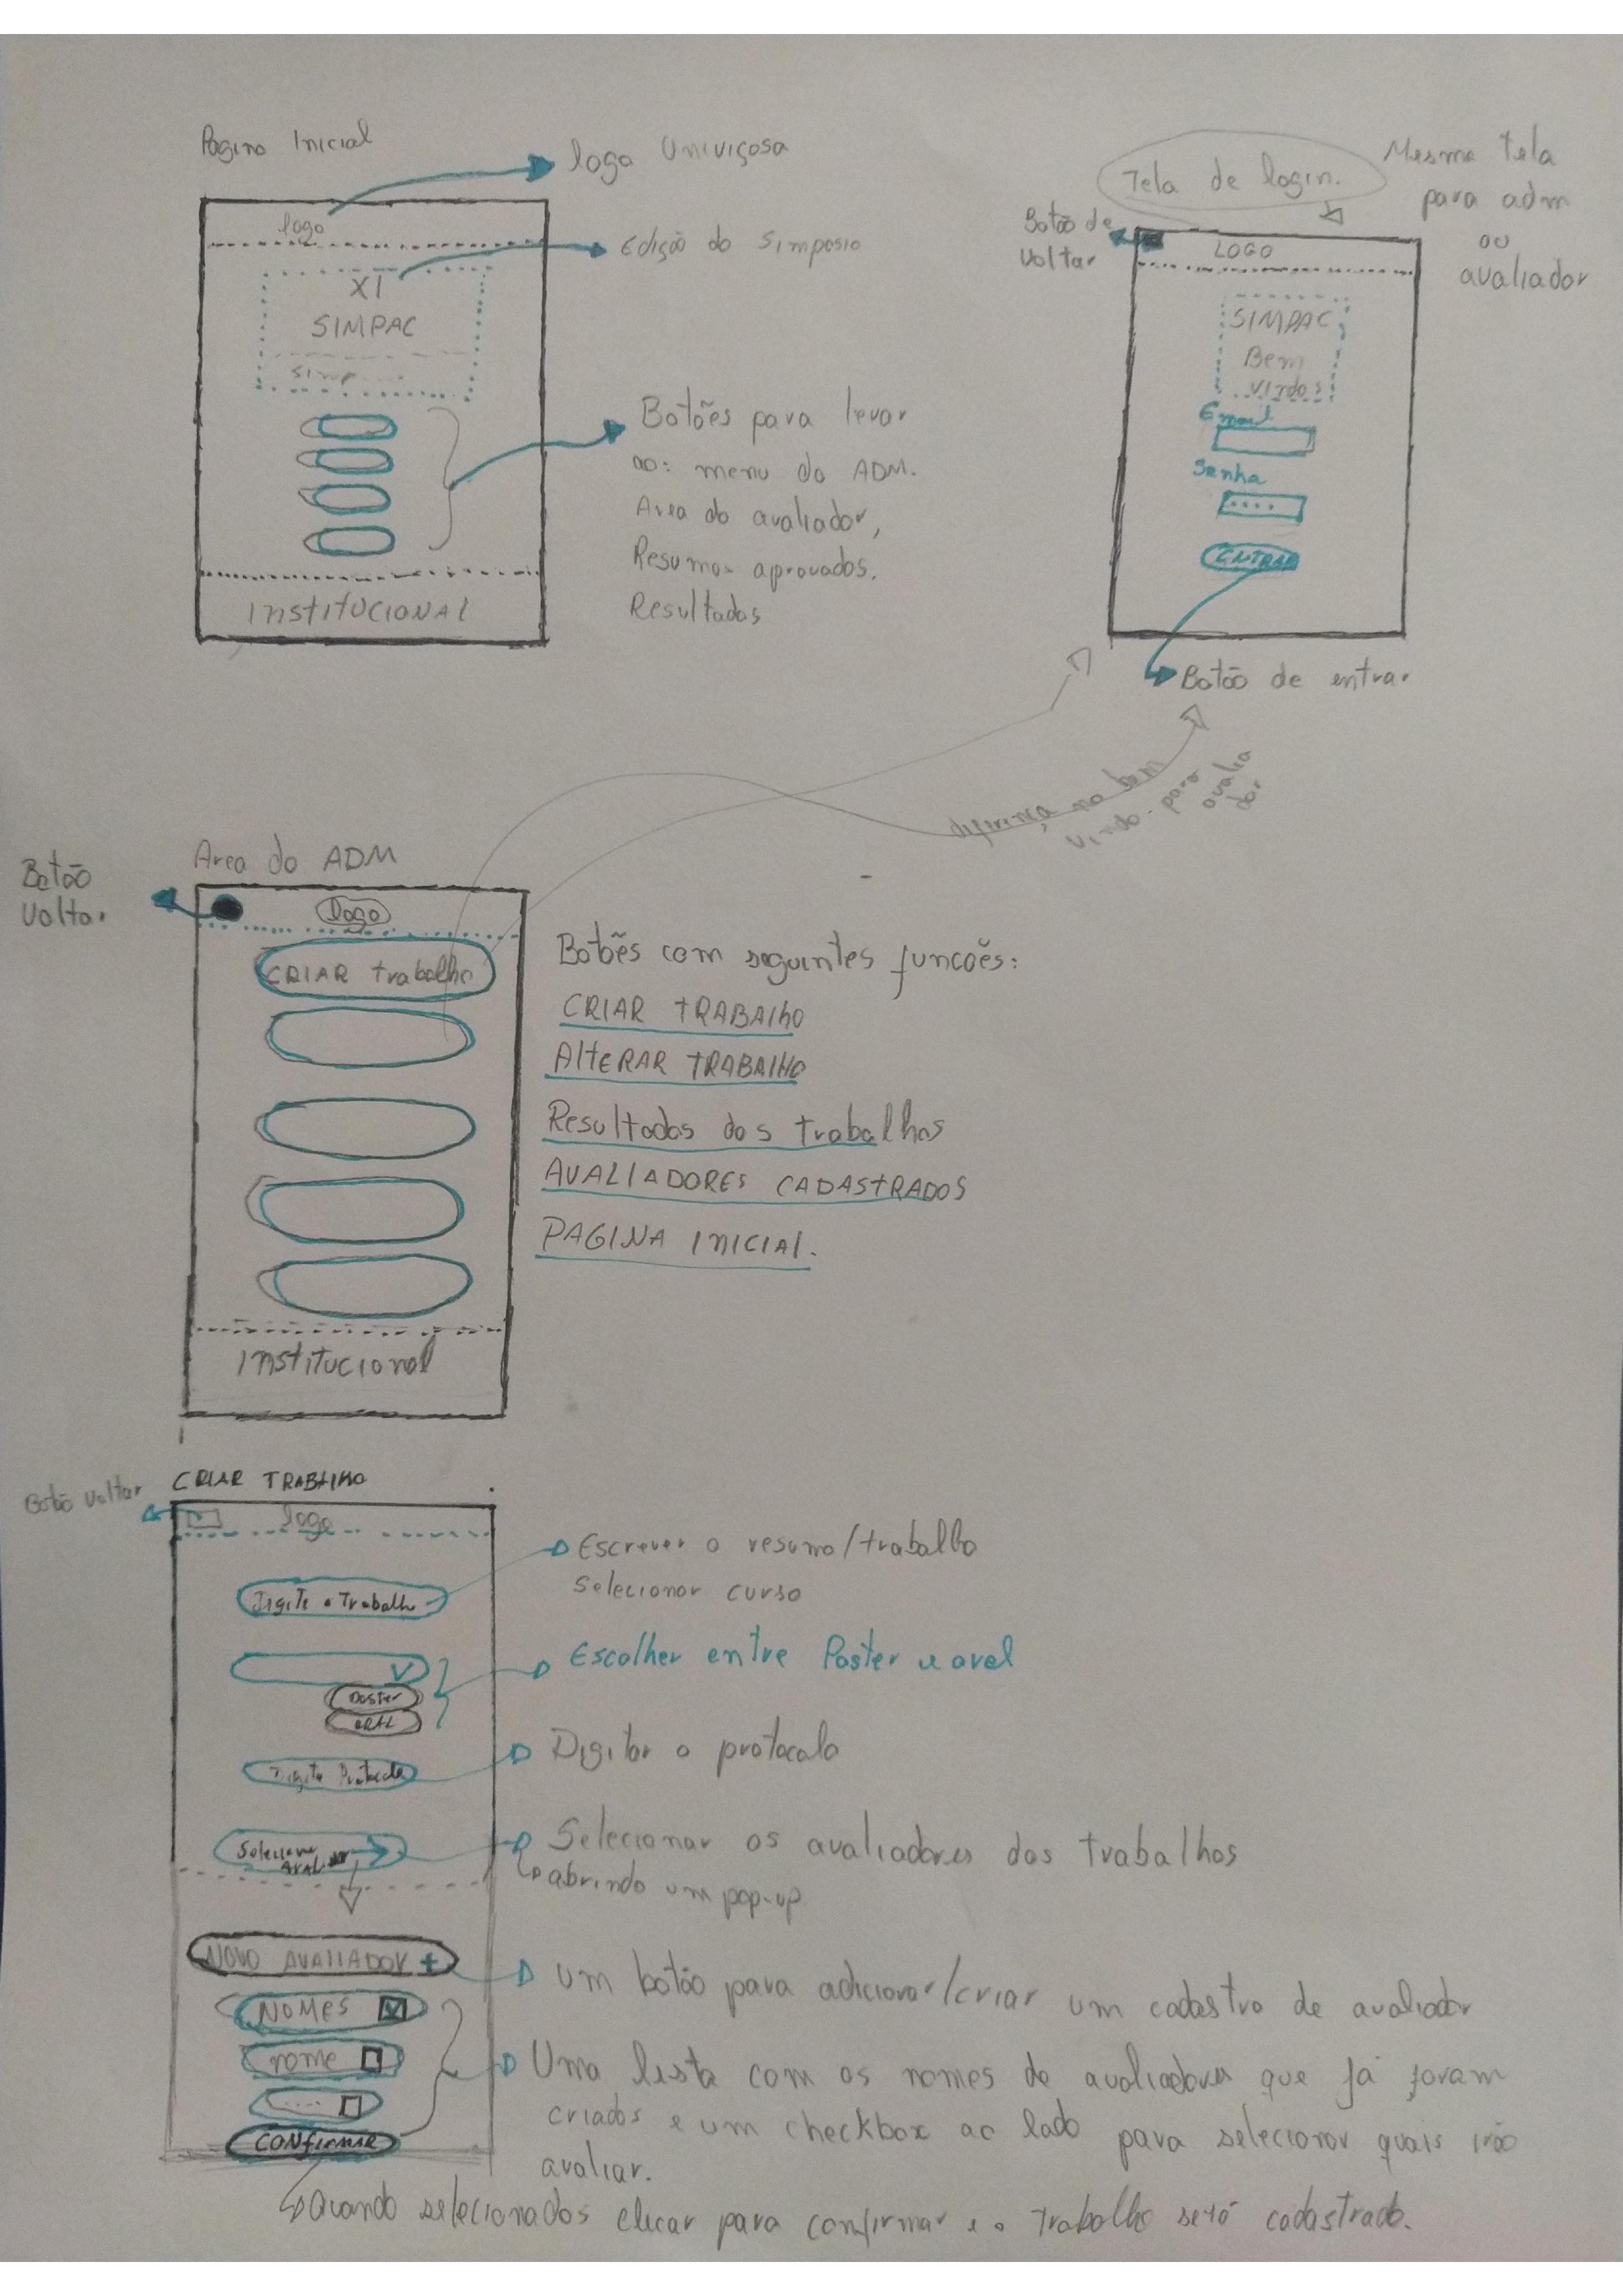 Pagina Inicial
logo Univiçosa
logo
Edição do Simposio
XI
SIMPAC
Simp....
Botões para levar
ao: menu do ADM.
Area do avaliador,
Resumos aprovados.
Resultados
INSTITUCIONAL
Tela de login.
Mesma tela
para adm
ou
avaliador
Botão de
Voltar
LOGO
SIMPAC
Bem
Vindos
Email
Senha
....
ENTRAR
Botão de entrar
diferença no bem
vindo para
avalia
dor
Area do ADM
Botão
Voltar
logo
CRIAR trabalho
Botões com seguintes funcoẽs:
CRIAR TRABAlhO
AltERAR TRABAlHO
Resultados dos trabalhos
AVALIADORES CADASTRADOS
PAGINA INICIAl.
Institucional
CRIAR TRABALHO
Botão Voltar
logo
Digite o Trabalho
Escrever o resumo/trabalho
Selecionar curso
Poster
ORAL
Escolher entre Poster e oral
Digite Protocolo
Digitar o protocolo
Selecione
Selecionar os avaliadores dos trabalhos
abrindo um pop-up
NOVO AVALIADOR +
um botão para adicionar/criar um cadastro de avaliador
NOMES
nome
....
CONfirmAR
Uma lista com os nomes de avaliadores que já foram
criados e um checkbox ao lado para selecionar quais irão
avaliar.
Quando selecionados clicar para confirmar e o trabalho será cadastrado.